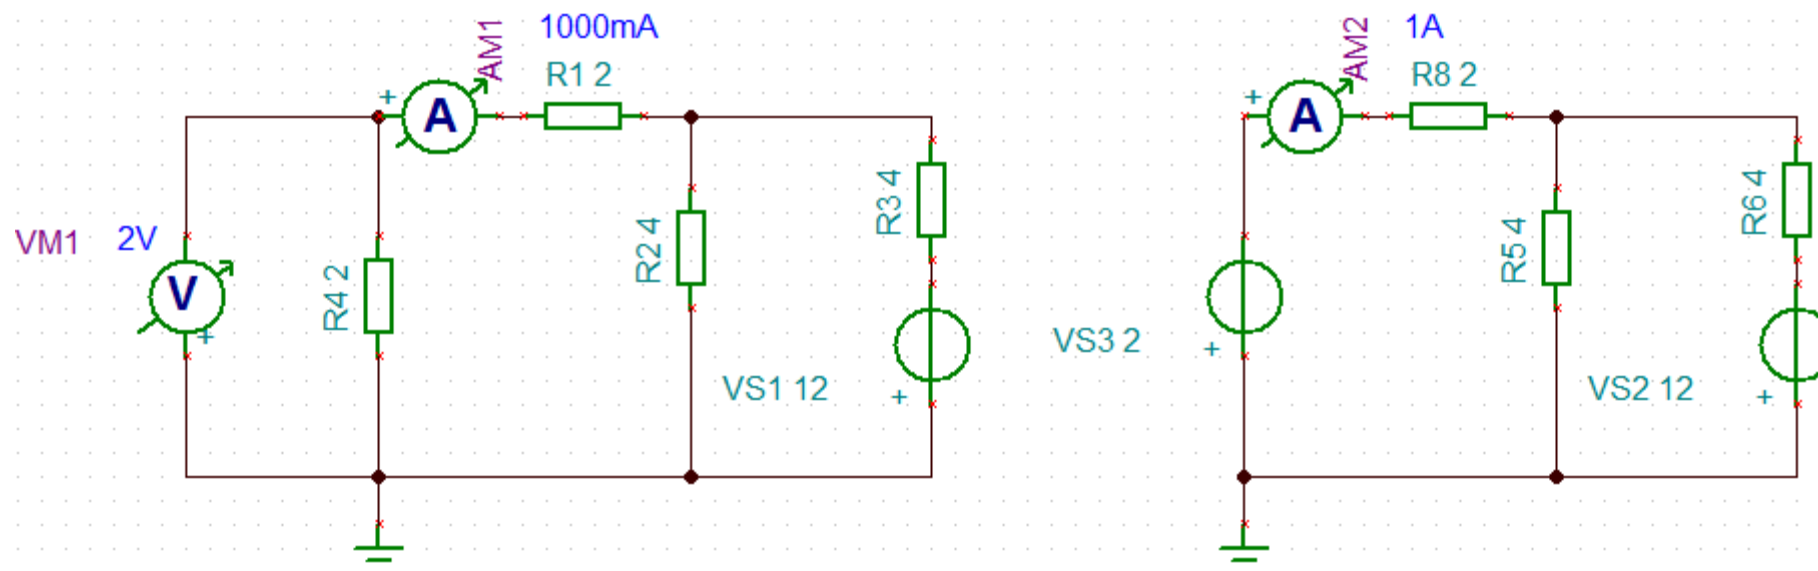 1000mA
AM1
R1 2
+
A
VM1
2V
V
+
R4 2
R2 4
R3 4
VS1 12
+
1A
AM2
R8 2
+
A
VS3 2
+
R5 4
R6 4
VS2 12
+